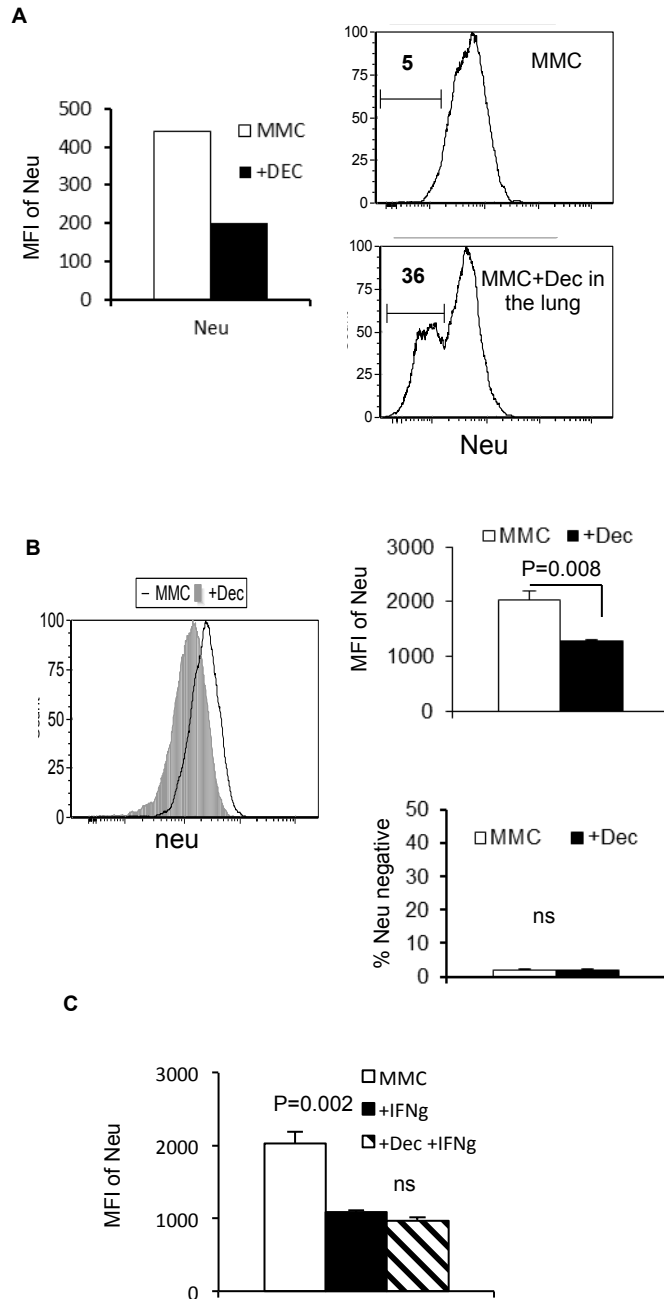 A
MFI of Neu
500
400
300
200
100
0
MMC
+DEC
Neu
100
75
50
25
0
5
MMC
100
75
50
25
0
36
MMC+Dec in
the lung
Neu
B
MMC +Dec
100
75
50
25
0
neu
MMC +Dec
P=0.008
MFI of Neu
3000
2000
1000
0
% Neu negative
50
40
30
20
10
0
MMC +Dec
ns
C
MFI of Neu
3000
2000
1000
0
P=0.002
MMC
+IFNg
+Dec +IFNg
ns